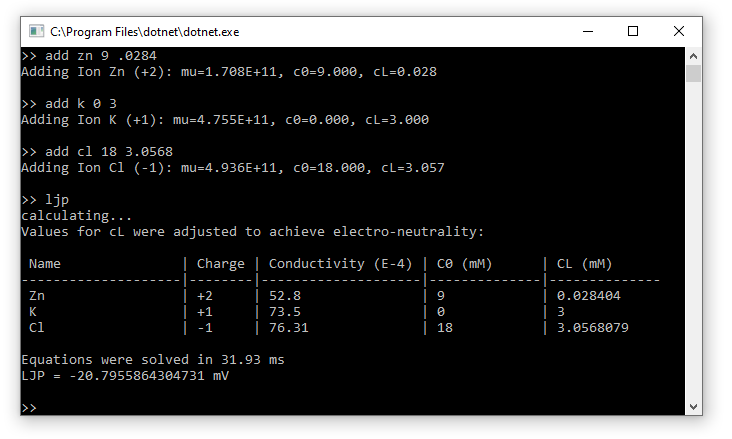 C:\Program Files\dotnet\dotnet.exe
>> add zn 9 .0284
Adding Ion Zn (+2): mu=1.708E+11, c0=9.000, cL=0.028
>> add k 0 3
Adding Ion K (+1): mu=4.755E+11, c0=0.000, cL=3.000
>> add cl 18 3.0568
Adding Ion Cl (-1): mu=4.936E+11, c0=18.000, cL=3.057
>> ljp
calculating...
Values for cL were adjusted to achieve electro-neutrality:
 Name               | Charge | Conductivity (E-4) | C0 (mM)      | CL (mM)
--------------------|--------|--------------------|--------------|--------------
 Zn                 | +2     | 52.8               | 9            | 0.028404
 K                  | +1     | 73.5               | 0            | 3
 Cl                 | -1     | 76.31              | 18           | 3.0568079
Equations were solved in 31.93 ms
LJP = -20.7955864304731 mV
>>